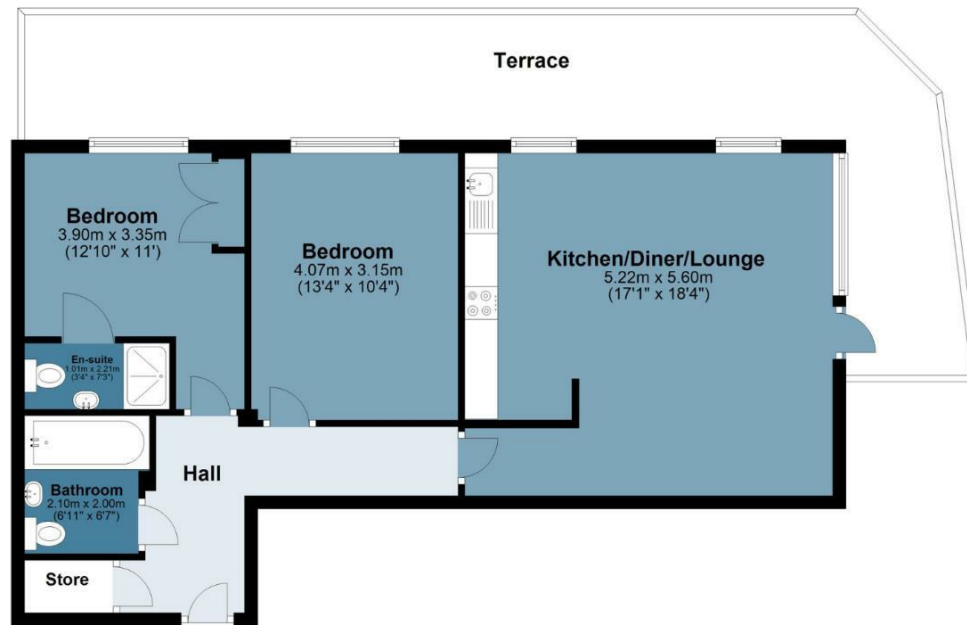 Terrace
Bedroom
3.90m x 3.35m
(12'10" x 11')
Bedroom
4.07m x 3.15m
(13'4" x 10'4")
Kitchen/Diner/Lounge
5.22m x 5.60m
(17'1" x 18'4")
En-suite
1.01m x 2.21m
(3'4" x 7'3")
Hall
Bathroom
2.10m x 2.00m
(6'11" x 6'7")
Store